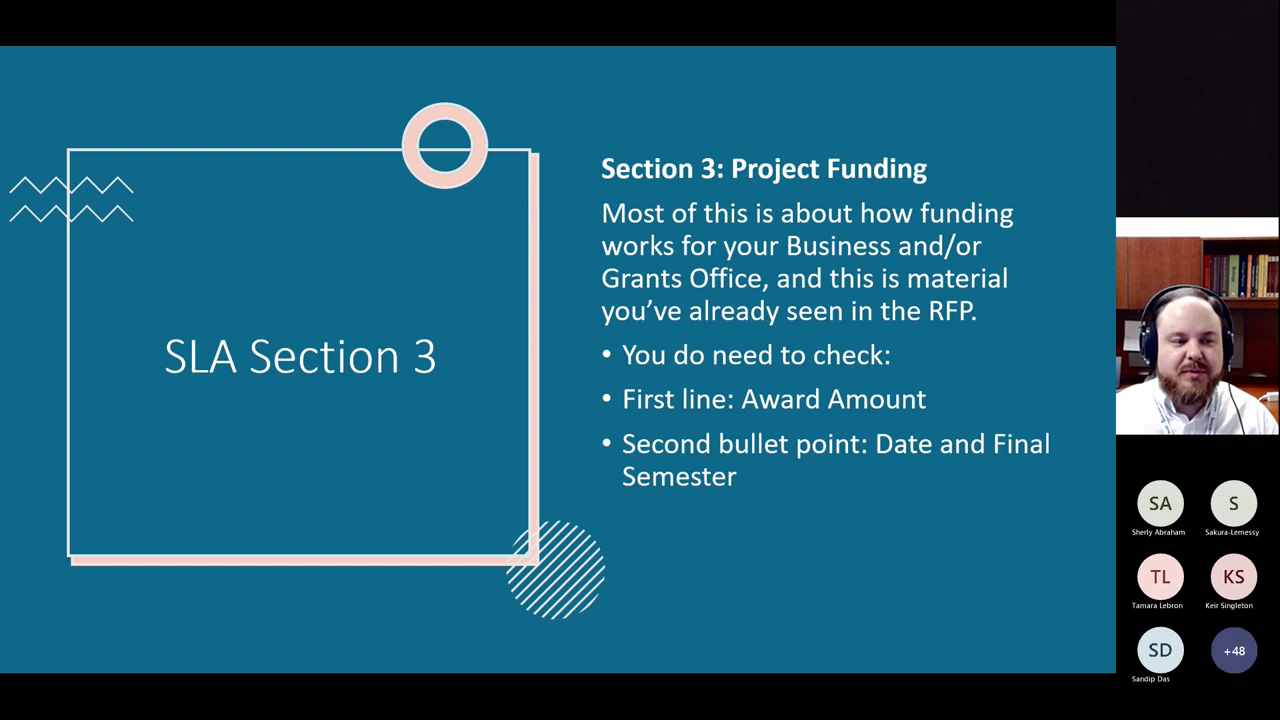 SLA Section 3
Section 3: Project Funding
Most of this is about how funding
works for your Business and/or
Grants Office, and this is material
you’ve already seen in the RFP.
• You do need to check:
• First line: Award Amount
• Second bullet point: Date and Final
Semester
SA
S
Sherly Abraham
Sakura-Lemessy
TL
KS
Tamara Lebron
Keir Singleton
SD
+48
Sandip Das